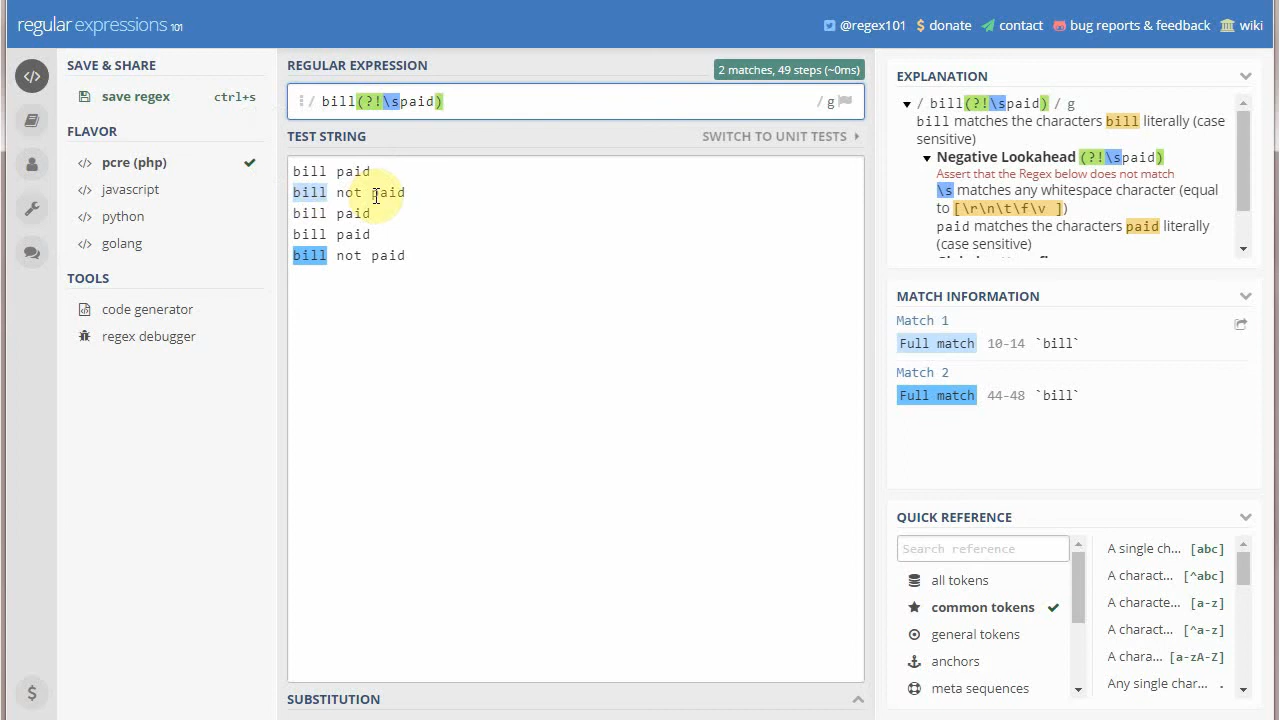 regular expressions 101
@regex101
donate
contact
bug reports & feedback
wiki
SAVE & SHARE
save regex ctrl+s
FLAVOR
pcre (php)
javascript
python
golang
TOOLS
code generator
regex debugger
REGULAR EXPRESSION
2 matches, 49 steps (~0ms)
/ bill(?!\spaid) / g
TEST STRING
SWITCH TO UNIT TESTS
bill paid
bill not paid
bill paid
bill paid
bill not paid
SUBSTITUTION
EXPLANATION
/ bill(?!\spaid) / g
bill matches the characters bill literally (case
sensitive)
Negative Lookahead (?!\spaid)
Assert that the Regex below does not match
\s matches any whitespace character (equal
to [\r\n\t\f\v ])
paid matches the characters paid literally
(case sensitive)
MATCH INFORMATION
Match 1
Full match 10-14 `bill`
Match 2
Full match 44-48 `bill`
QUICK REFERENCE
Search reference
all tokens
common tokens
general tokens
anchors
meta sequences
A single ch... [abc]
A charact... [^abc]
A characte... [a-z]
A charact... [^a-z]
A chara... [a-zA-Z]
Any single char... .